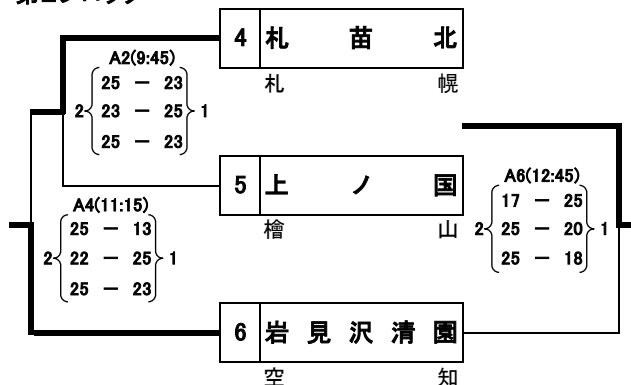 4 札苗北
札幌
A2(9:45)
25 － 23
2 23 － 25 1
25 － 23
5 上ノ国
檜山
A6(12:45)
17 － 25
2 25 － 20 1
25 － 18
A4(11:15)
25 － 13
2 22 － 25 1
25 － 23
6 岩見沢清園
空知